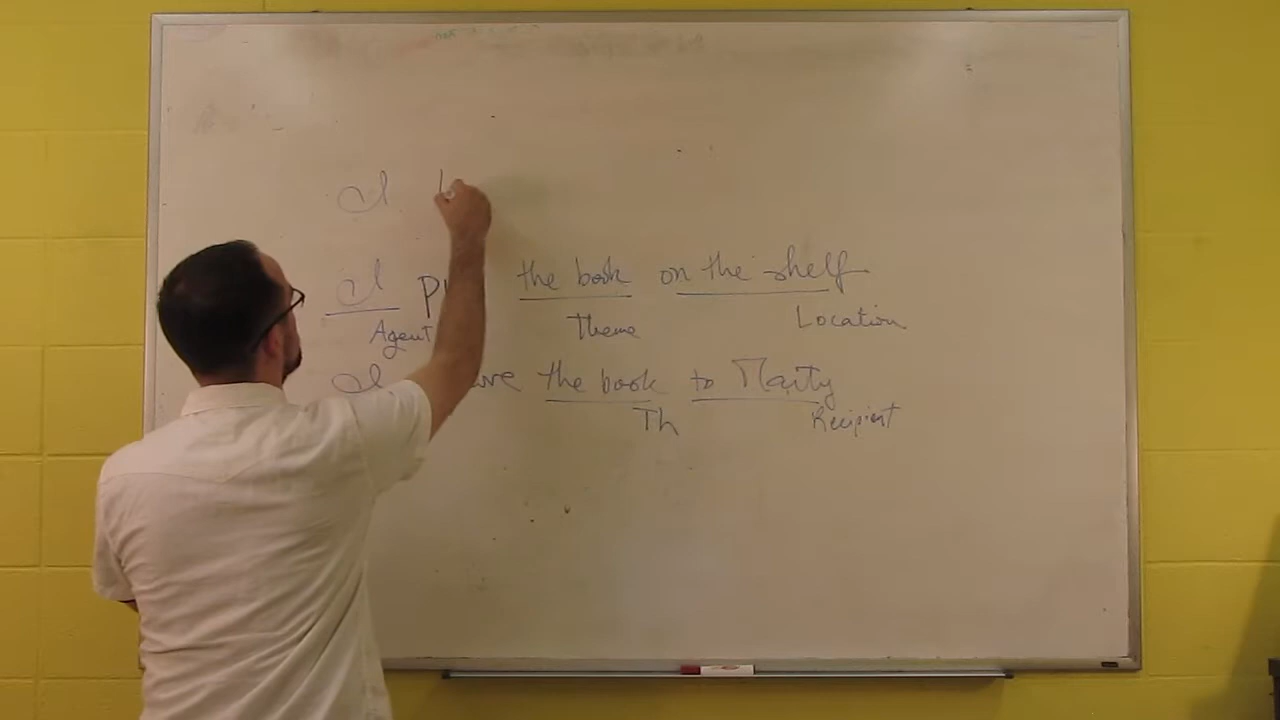 I
I the book on the shelf
Agent Theme Location
I the book to Marty
Th Recipient